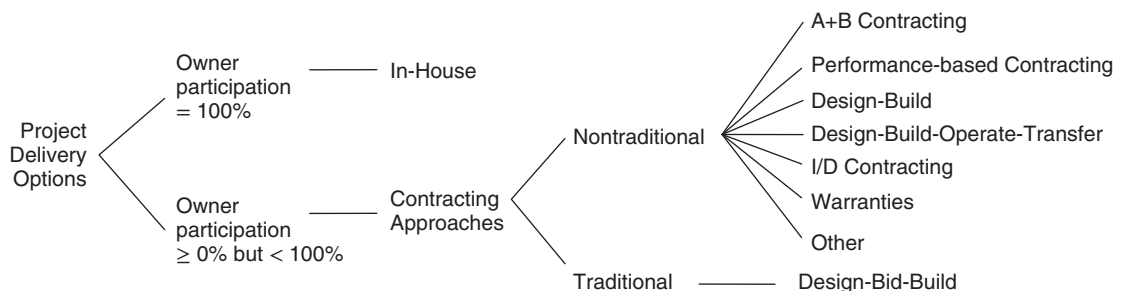 Project
Delivery
Options
Owner
participation
= 100%
In-House
Owner
participation
≥ 0% but < 100%
Contracting
Approaches
Nontraditional
A+B Contracting
Performance-based Contracting
Design-Build
Design-Build-Operate-Transfer
I/D Contracting
Warranties
Other
Traditional
Design-Bid-Build